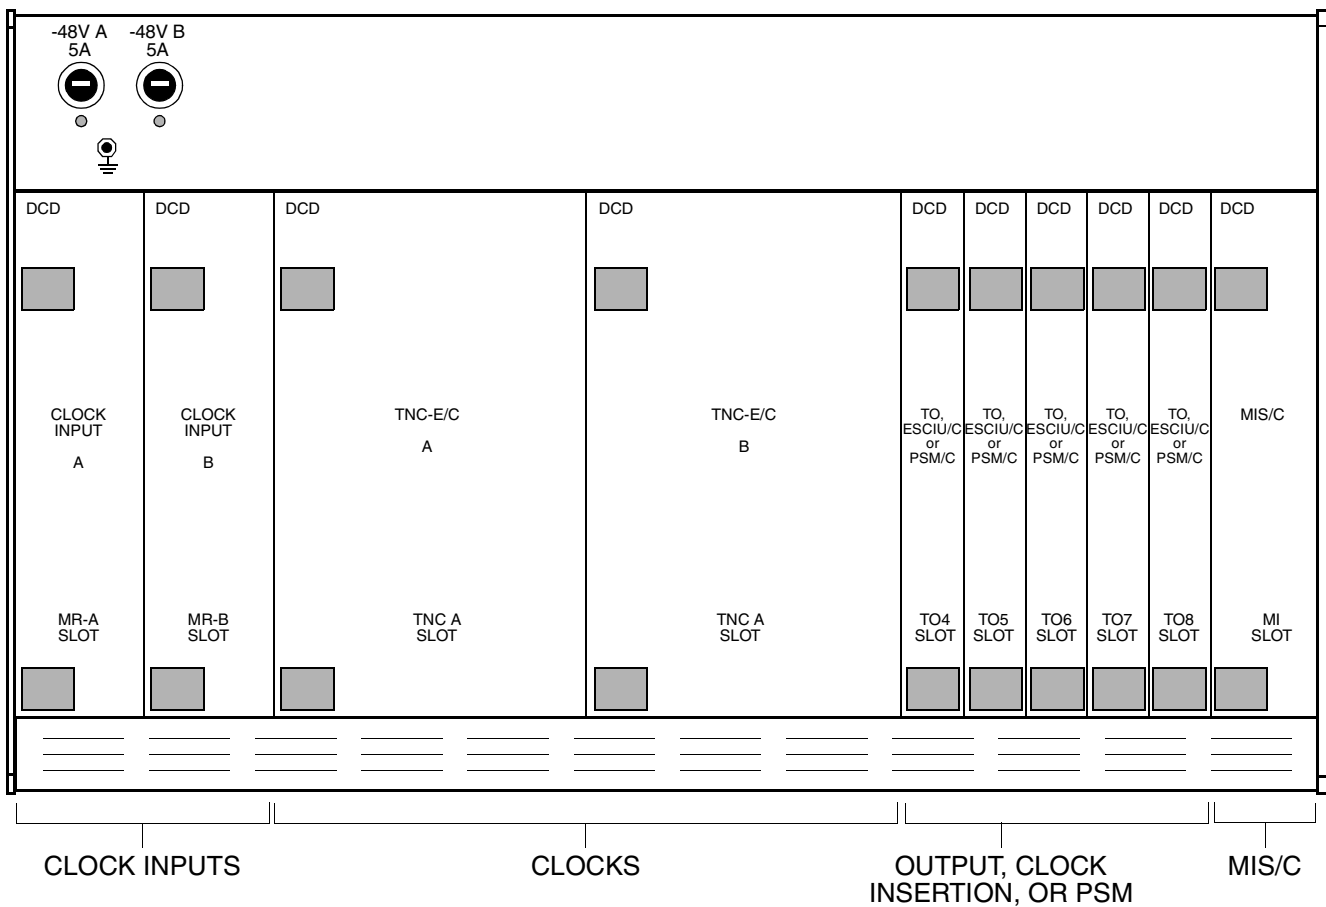 -48V A -48V B
5A 5A
DCD DCD DCD DCD DCD DCD DCD DCD DCD DCD
CLOCK
INPUT
A
CLOCK
INPUT
B
TNC-E/C
A
TNC-E/C
B
TO,
ESCIU/C
or
PSM/C
TO,
ESCIU/C
or
PSM/C
TO,
ESCIU/C
or
PSM/C
TO,
ESCIU/C
or
PSM/C
TO,
ESCIU/C
or
PSM/C
MIS/C
MR-A
SLOT
MR-B
SLOT
TNC A
SLOT
TNC A
SLOT
TO4
SLOT
TO5
SLOT
TO6
SLOT
TO7
SLOT
TO8
SLOT
MI
SLOT
CLOCK INPUTS
CLOCKS
OUTPUT, CLOCK
INSERTION, OR PSM
MIS/C